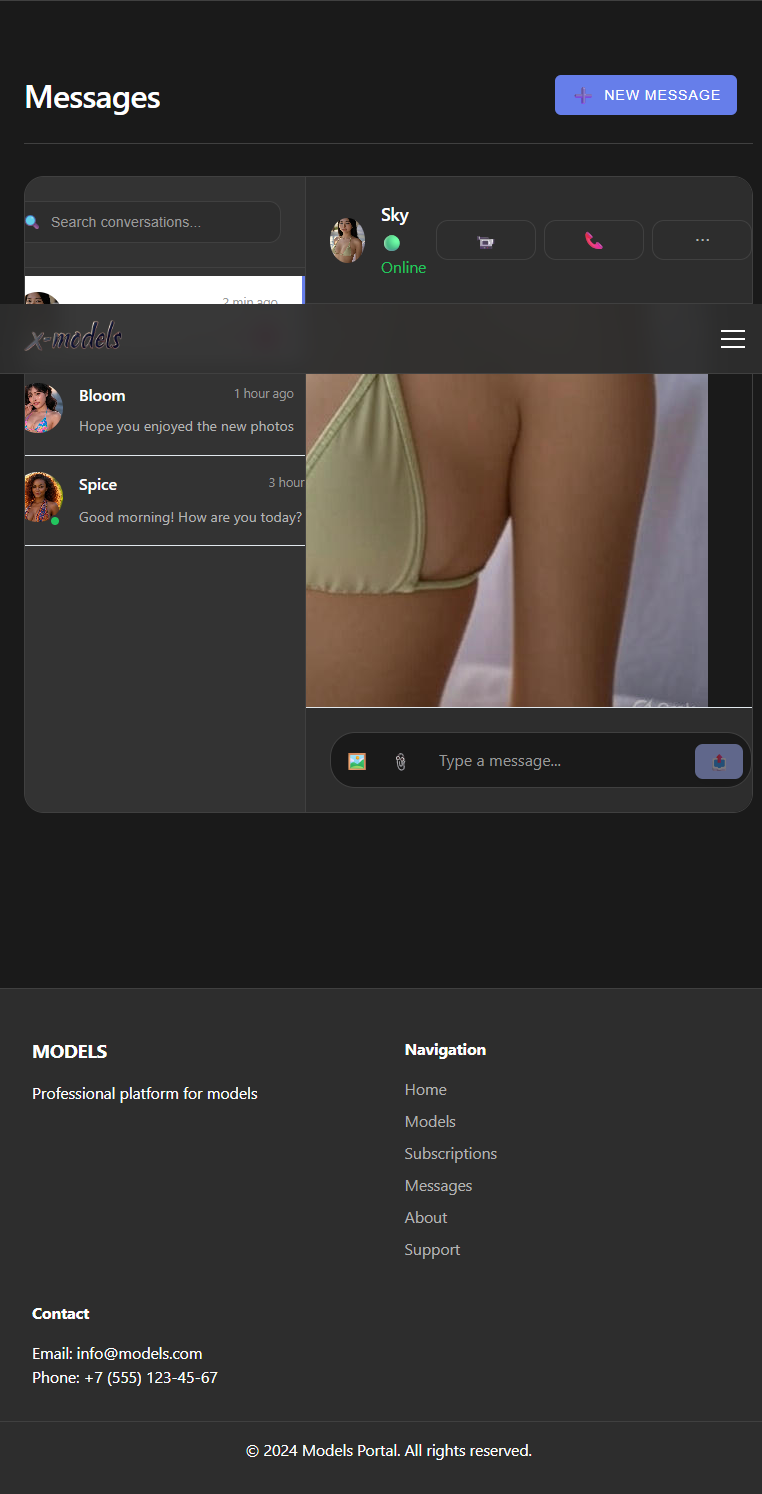 Messages
NEW MESSAGE
Search conversations...
Sky
Online
...
2 min ago
x-models
Bloom
1 hour ago
Hope you enjoyed the new photos
Spice
3 hour
Good morning! How are you today?
Type a message...
MODELS
Professional platform for models
Navigation
Home
Models
Subscriptions
Messages
About
Support
Contact
Email: info@models.com
Phone: +7 (555) 123-45-67
© 2024 Models Portal. All rights reserved.